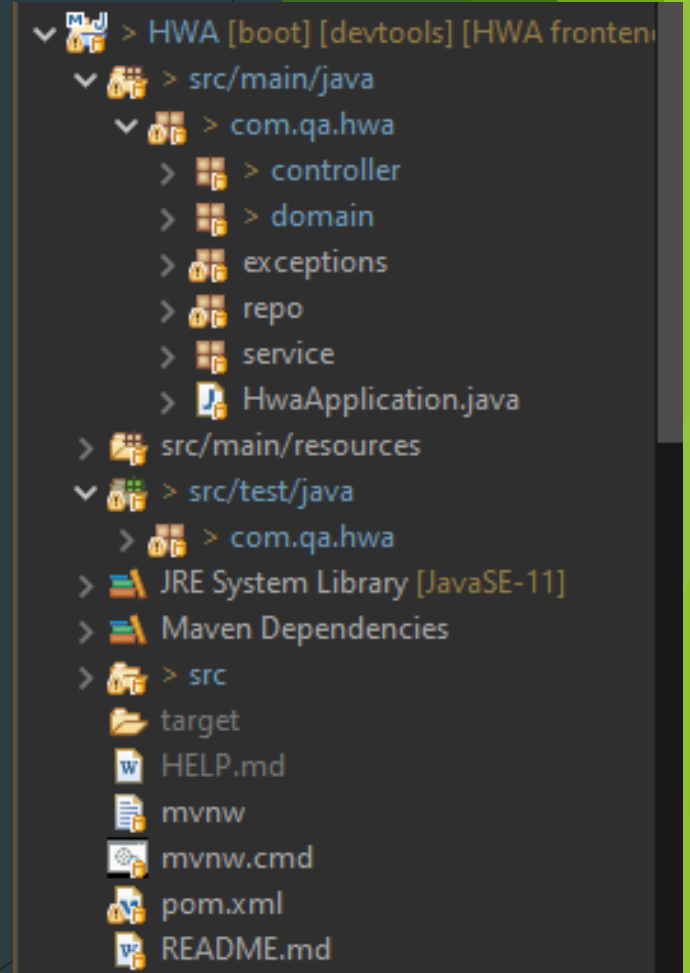 > HWA [boot] [devtools] [HWA fronten
> src/main/java
> com.qa.hwa
> controller
> domain
exceptions
repo
service
HwaApplication.java
src/main/resources
> src/test/java
> com.qa.hwa
JRE System Library [JavaSE-11]
Maven Dependencies
> src
target
HELP.md
mvnw
mvnw.cmd
pom.xml
README.md